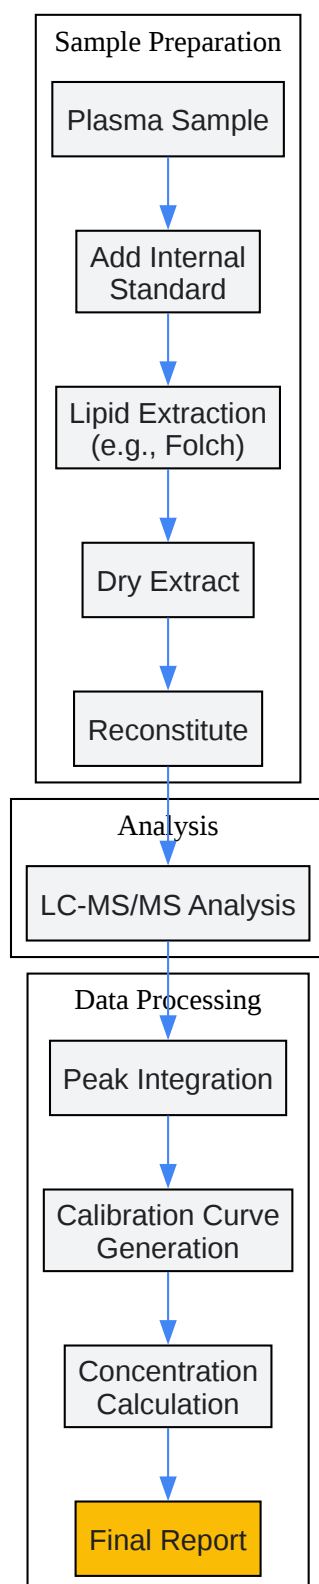 Sample Preparation
Plasma Sample
Add Internal
Standard
Lipid Extraction
(e.g., Folch)
Dry Extract
Reconstitute
Analysis
LC-MS/MS Analysis
Data Processing
Peak Integration
Calibration Curve
Generation
Concentration
Calculation
Final Report